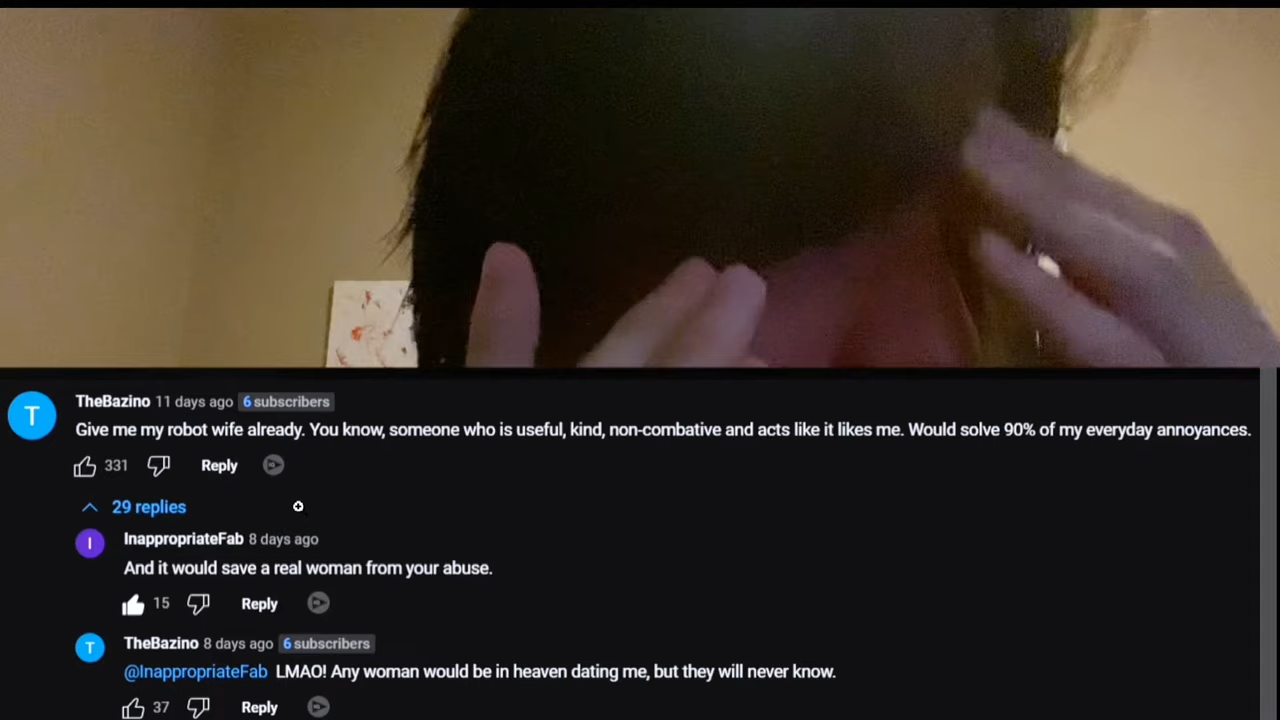 T
TheBazino 11 days ago 6 subscribers
Give me my robot wife already. You know, someone who is useful, kind, non-combative and acts like it likes me. Would solve 90% of my everyday annoyances.
331 Reply
29 replies
I
InappropriateFab 8 days ago
And it would save a real woman from your abuse.
15 Reply
T
TheBazino 8 days ago 6 subscribers
@InappropriateFab LMAO! Any woman would be in heaven dating me, but they will never know.
37 Reply